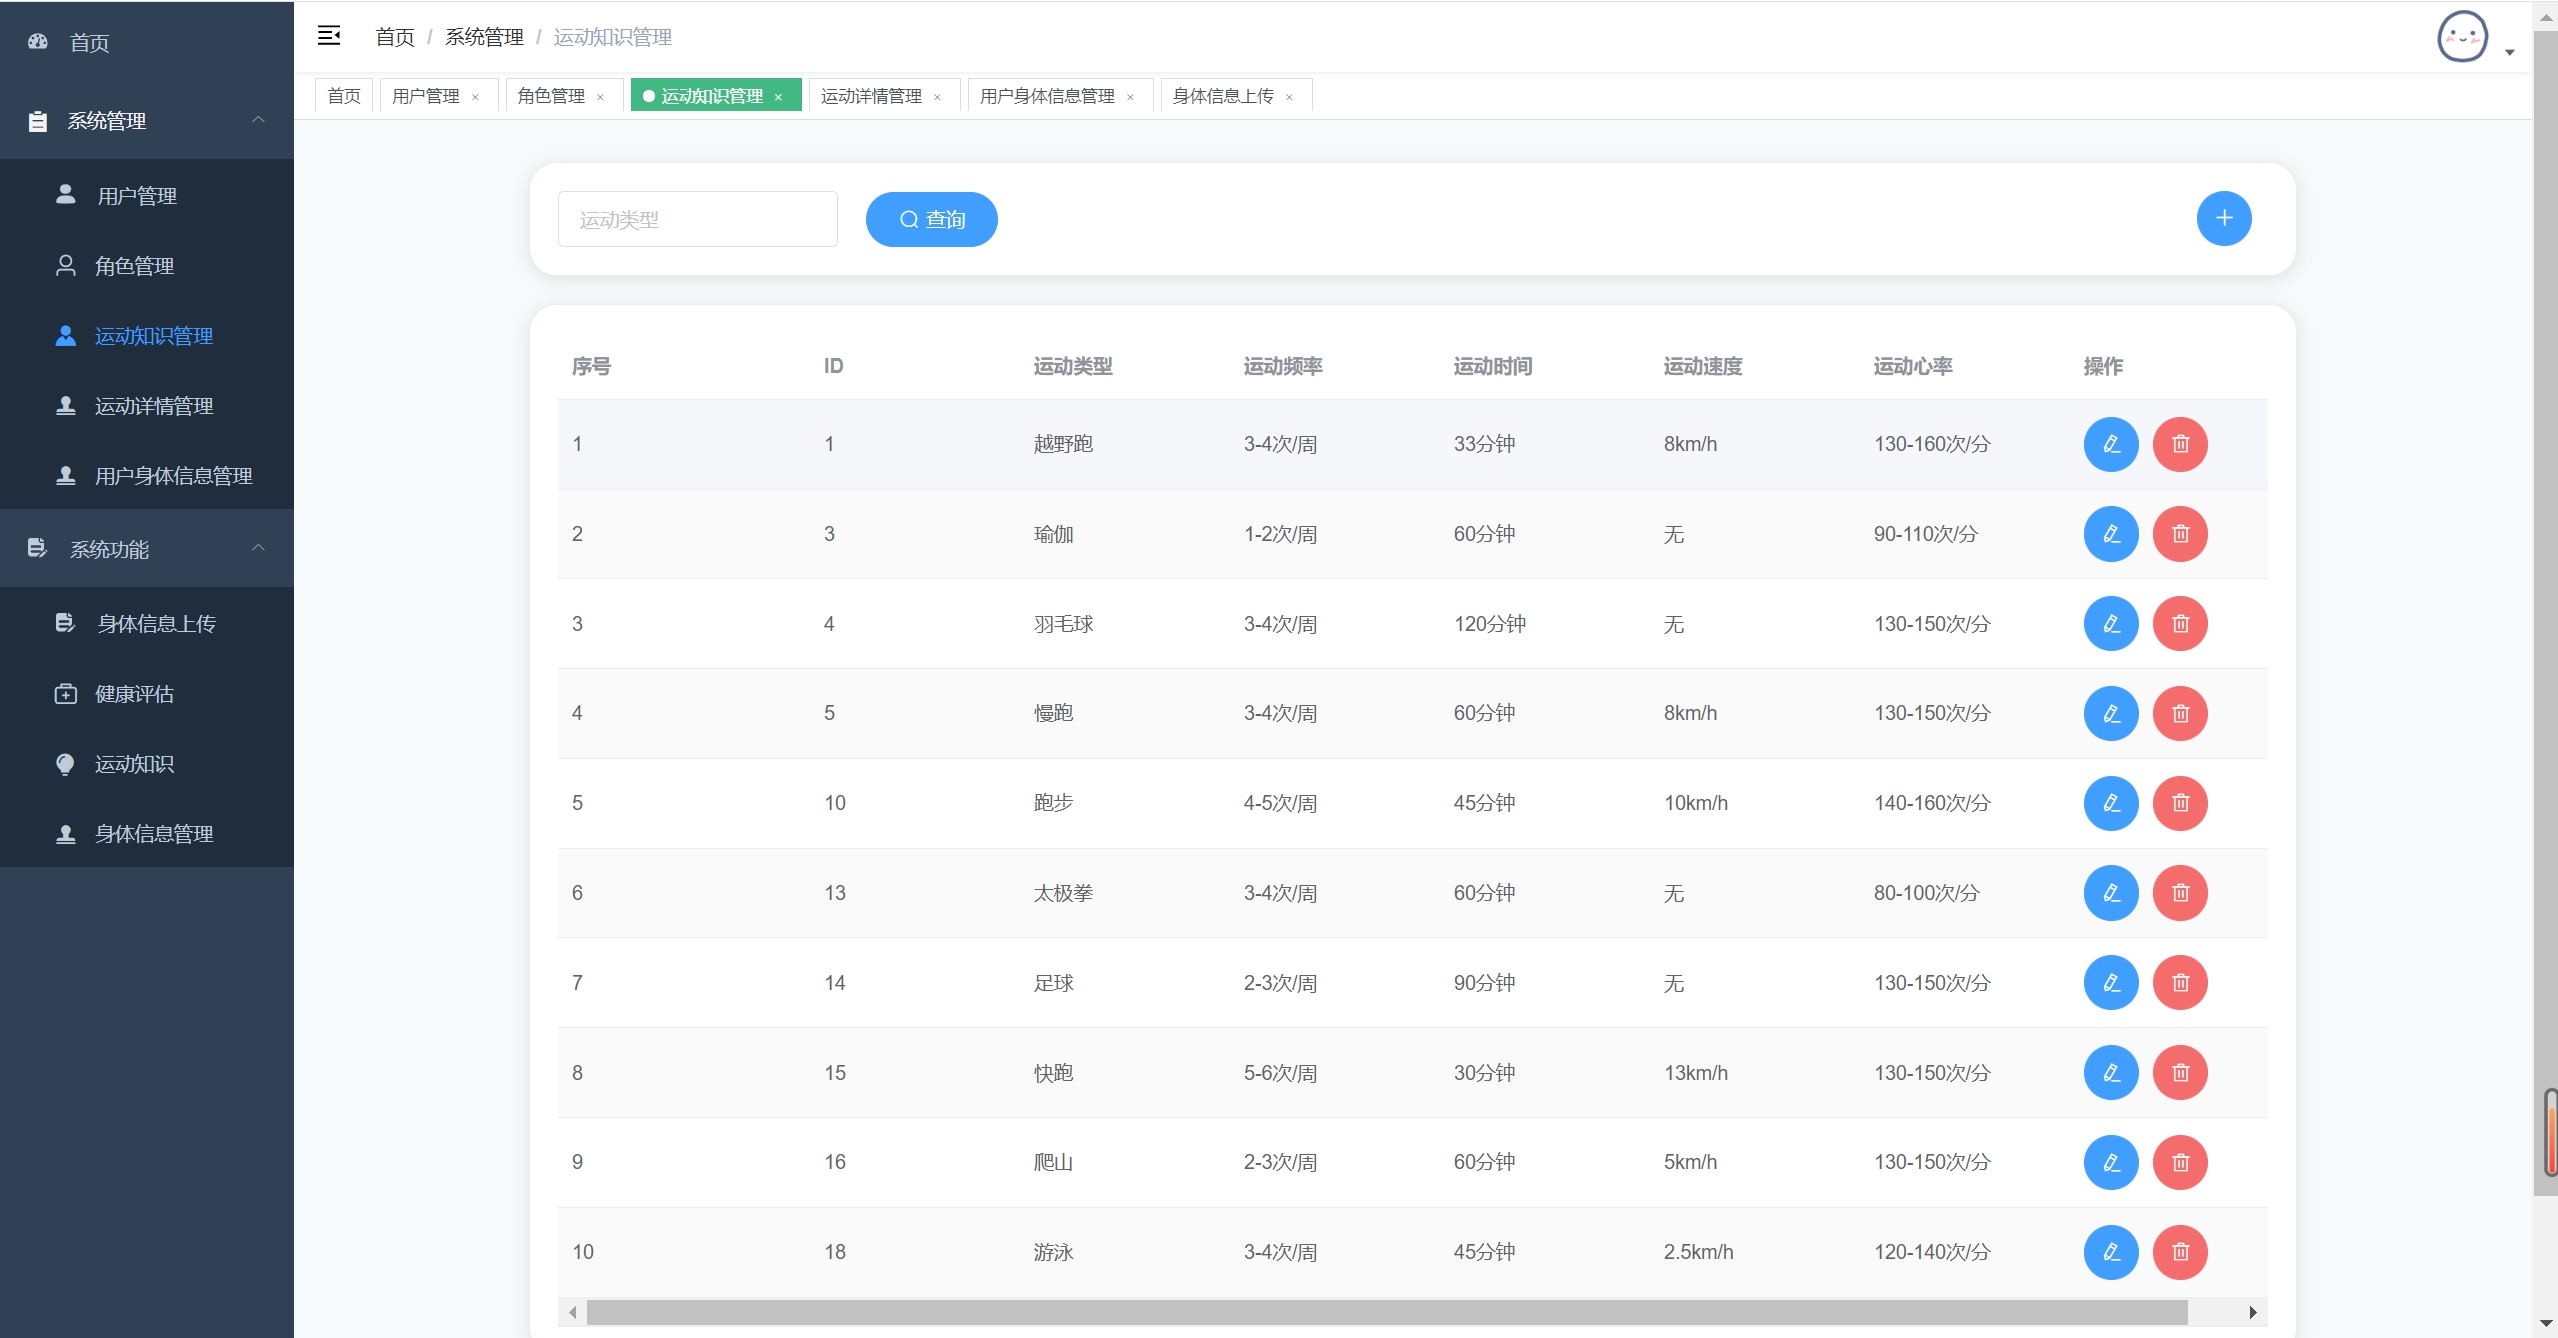 首页
系统管理
用户管理
角色管理
运动知识管理
运动详情管理
用户身体信息管理
系统功能
身体信息上传
健康评估
运动知识
身体信息管理
首页 / 系统管理 / 运动知识管理
首页 用户管理 × 角色管理 × 运动知识管理 × 运动详情管理 × 用户身体信息管理 × 身体信息上传 ×
运动类型 查询
序号 ID 运动类型 运动频率 运动时间 运动速度 运动心率 操作
1 1 越野跑 3-4次/周 33分钟 8km/h 130-160次/分
2 3 瑜伽 1-2次/周 60分钟 无 90-110次/分
3 4 羽毛球 3-4次/周 120分钟 无 130-150次/分
4 5 慢跑 3-4次/周 60分钟 8km/h 130-150次/分
5 10 跑步 4-5次/周 45分钟 10km/h 140-160次/分
6 13 太极拳 3-4次/周 60分钟 无 80-100次/分
7 14 足球 2-3次/周 90分钟 无 130-150次/分
8 15 快跑 5-6次/周 30分钟 13km/h 130-150次/分
9 16 爬山 2-3次/周 60分钟 5km/h 130-150次/分
10 18 游泳 3-4次/周 45分钟 2.5km/h 120-140次/分